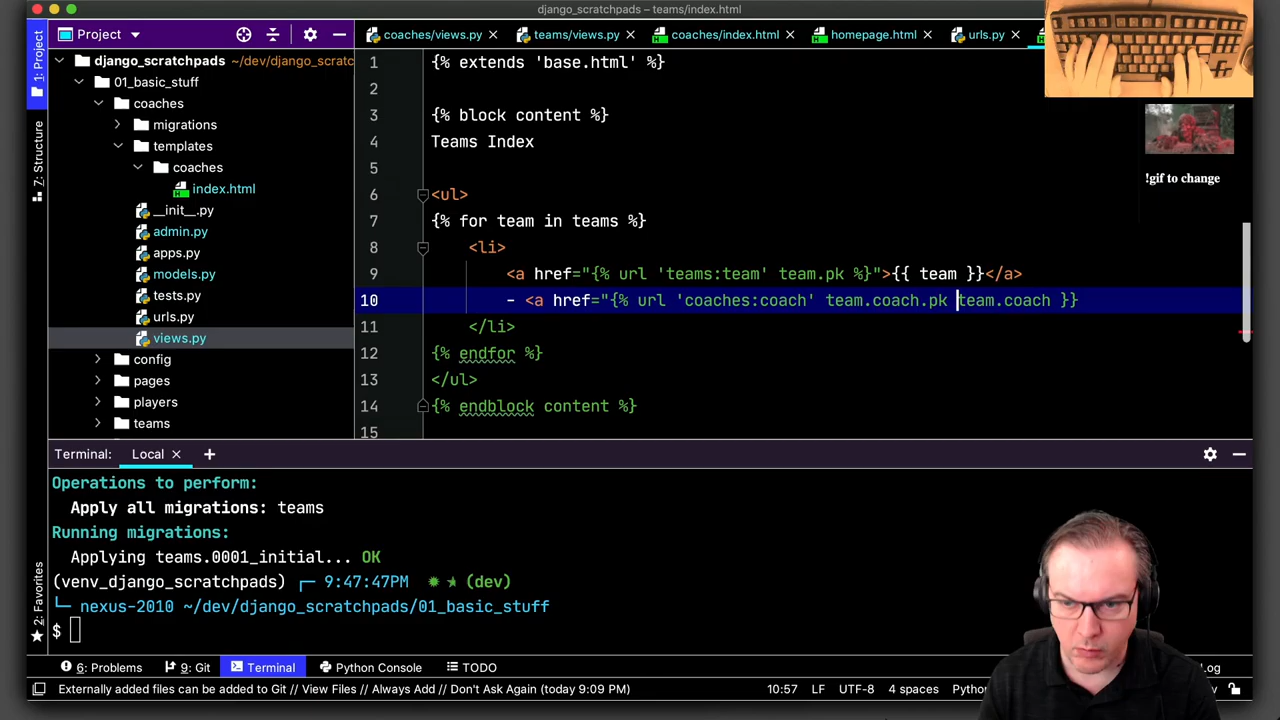 django_scratchpads – teams/index.html
Project
coaches/views.py
teams/views.py
coaches/index.html
homepage.html
urls.py
1: Project
7: Structure
2: Favorites
django_scratchpads ~/dev/django_scratc
01_basic_stuff
coaches
migrations
templates
coaches
index.html
__init__.py
admin.py
apps.py
models.py
tests.py
urls.py
views.py
config
pages
players
teams
1 {% extends 'base.html' %}
2
3 {% block content %}
4 Teams Index
5
6 <ul>
7 {% for team in teams %}
8 <li>
9 <a href="{% url 'teams:team' team.pk %}">{{ team }}</a>
10 - <a href="{% url 'coaches:coach' team.coach.pk team.coach }}
11 </li>
12 {% endfor %}
13 </ul>
14 {% endblock content %}
15
!gif to change
Terminal: Local +
Operations to perform:
Apply all migrations: teams
Running migrations:
Applying teams.0001_initial... OK
(venv_django_scratchpads) 9:47:47PM (dev)
nexus-2010 ~/dev/django_scratchpads/01_basic_stuff
$
6: Problems
9: Git
Terminal
Python Console
TODO
Externally added files can be added to Git // View Files // Always Add // Don't Ask Again (today 9:09 PM)
10:57 LF UTF-8 4 spaces